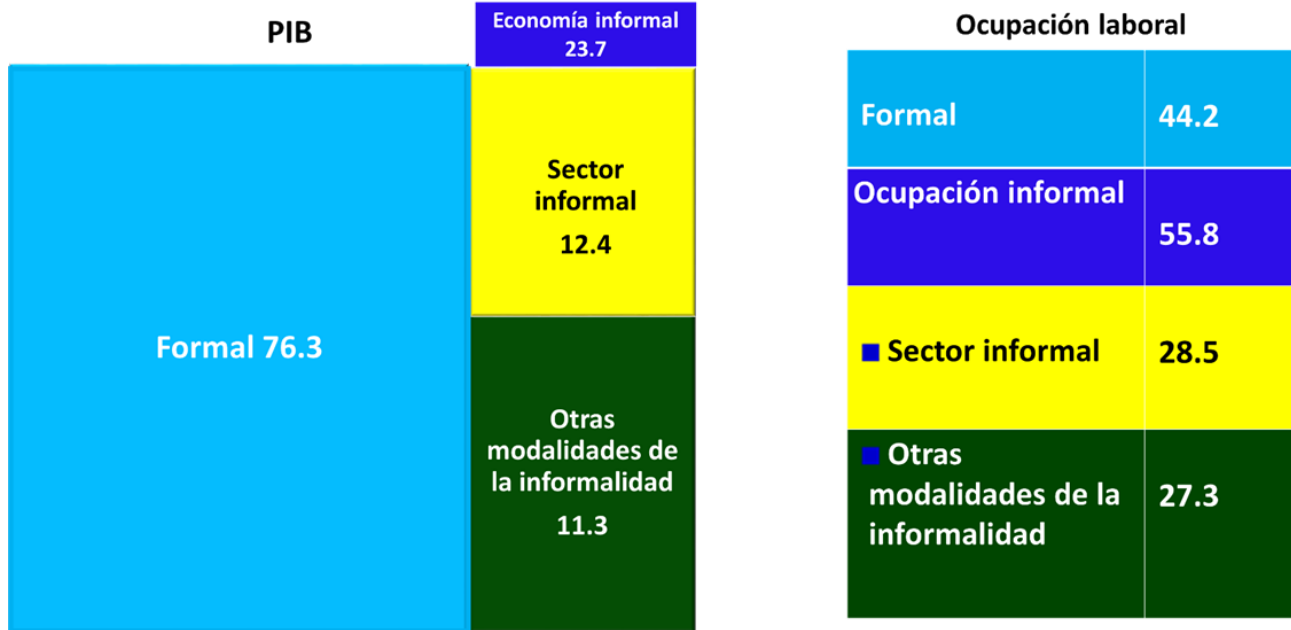 PIB
Economía informal
23.7
Formal 76.3
Sector
informal
12.4
Otras
modalidades de
la informalidad
11.3
Ocupación laboral
Formal 44.2
Ocupación informal
55.8
Sector informal 28.5
Otras
modalidades de la
informalidad
27.3